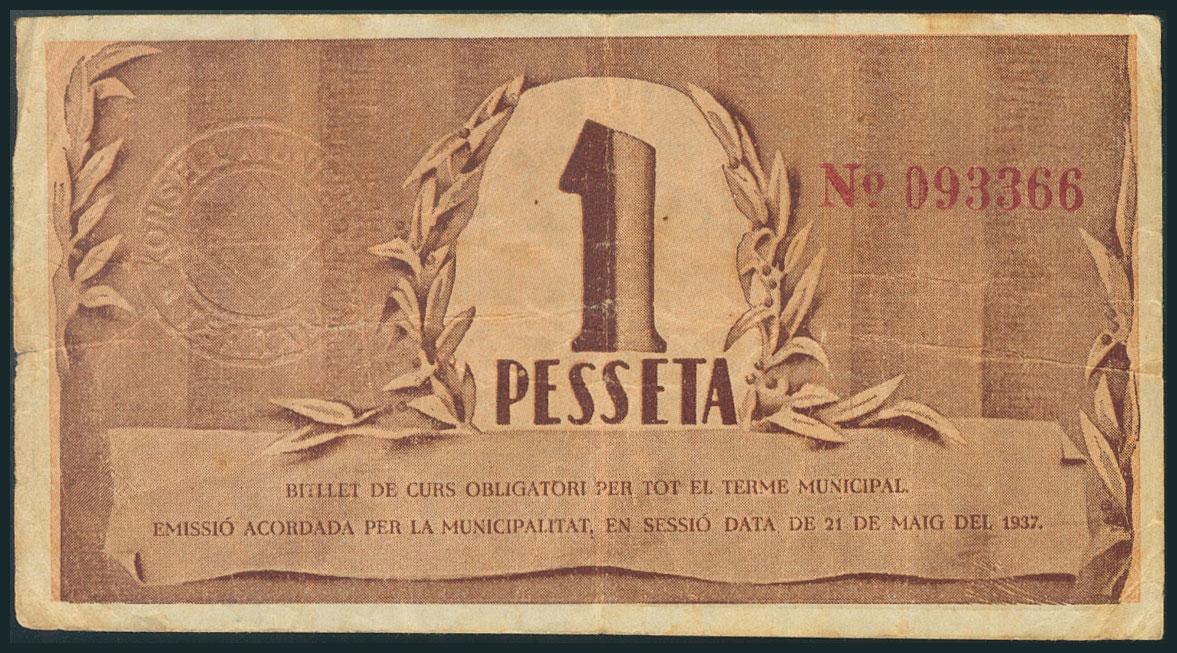 Nº 093366
1
PESSETA
BITLLET DE CURS OBLIGATORI PER TOT EL TERME MUNICIPAL.
EMISSIÓ ACORDADA PER LA MUNICIPALITAT, EN SESSIÓ DATA DE 21 DE MAIG DEL 1937.